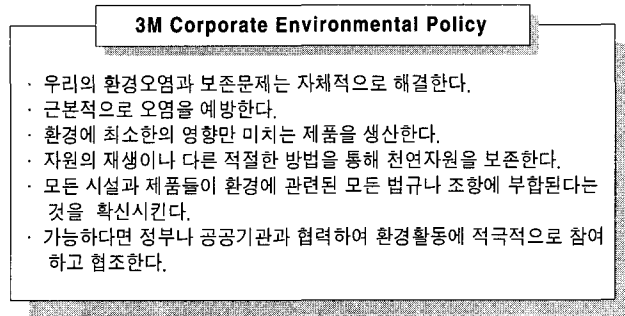 3M Corporate Environmental Policy
· 우리의 환경오염과 보존문제는 자체적으로 해결한다.
· 근본적으로 오염을 예방한다.
· 환경에 최소한의 영향만 미치는 제품을 생산한다.
· 자원의 재생이나 다른 적절한 방법을 통해 천연자원을 보존한다.
· 모든 시설과 제품들이 환경에 관련된 모든 법규나 조항에 부합된다는
것을 확신시킨다.
· 가능하다면 정부나 공공기관과 협력하여 환경활동에 적극적으로 참여
하고 협조한다.